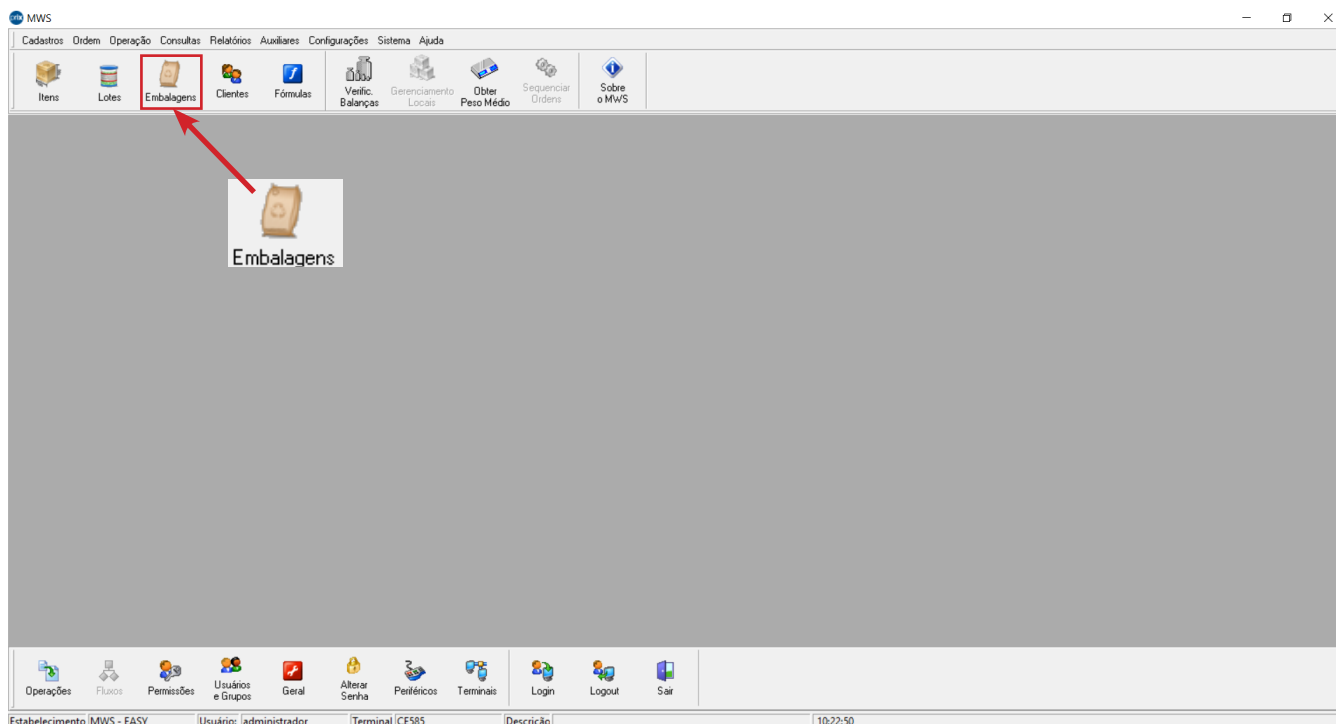 prix MWS
Cadastros Ordem Operação Consultas Relatórios Auxiliares Configurações Sistema Ajuda
Itens Lotes Embalagens Clientes Fórmulas Verific. Balanças Gerenciamento Locais Obter Peso Médio Sequenciar Ordens Sobre o MWS
Embalagens
Operações Fluxos Permissões Usuários e Grupos Geral Alterar Senha Periféricos Terminais Login Logout Sair
Estabelecimento MWS - EASY Usuário: administrador Terminal CF585 Descrição 10:22:50